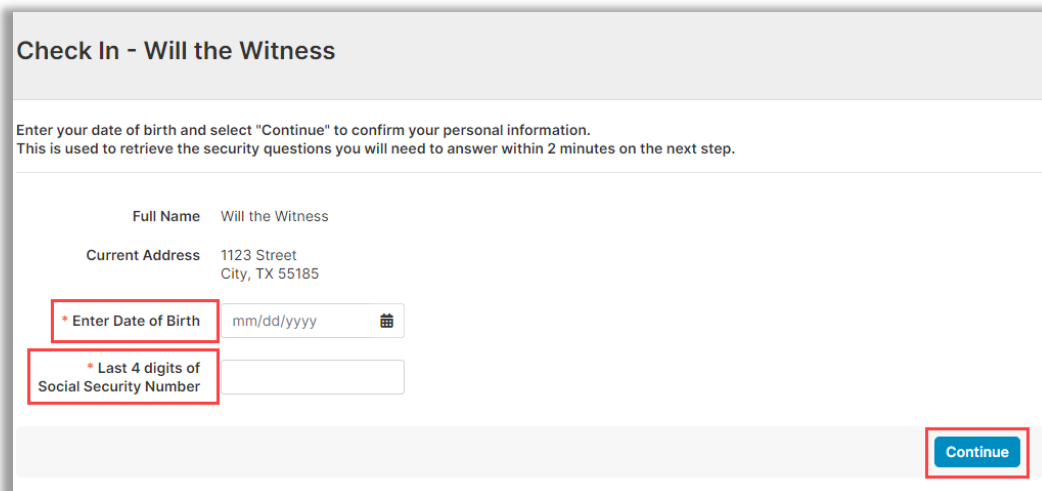 Check In - Will the Witness
Enter your date of birth and select "Continue" to confirm your personal information.
This is used to retrieve the security questions you will need to answer within 2 minutes on the next step.
Full Name Will the Witness
Current Address 1123 Street
City, TX 55185
* Enter Date of Birth mm/dd/yyyy
* Last 4 digits of
Social Security Number
Continue